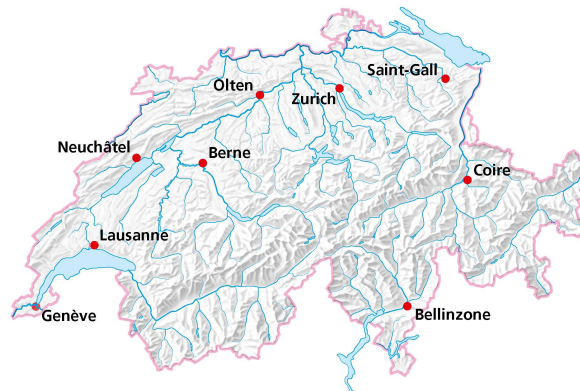 Saint-Gall
Olten
Zurich
Neuchâtel
Berne
Coire
Lausanne
Genève
Bellinzone